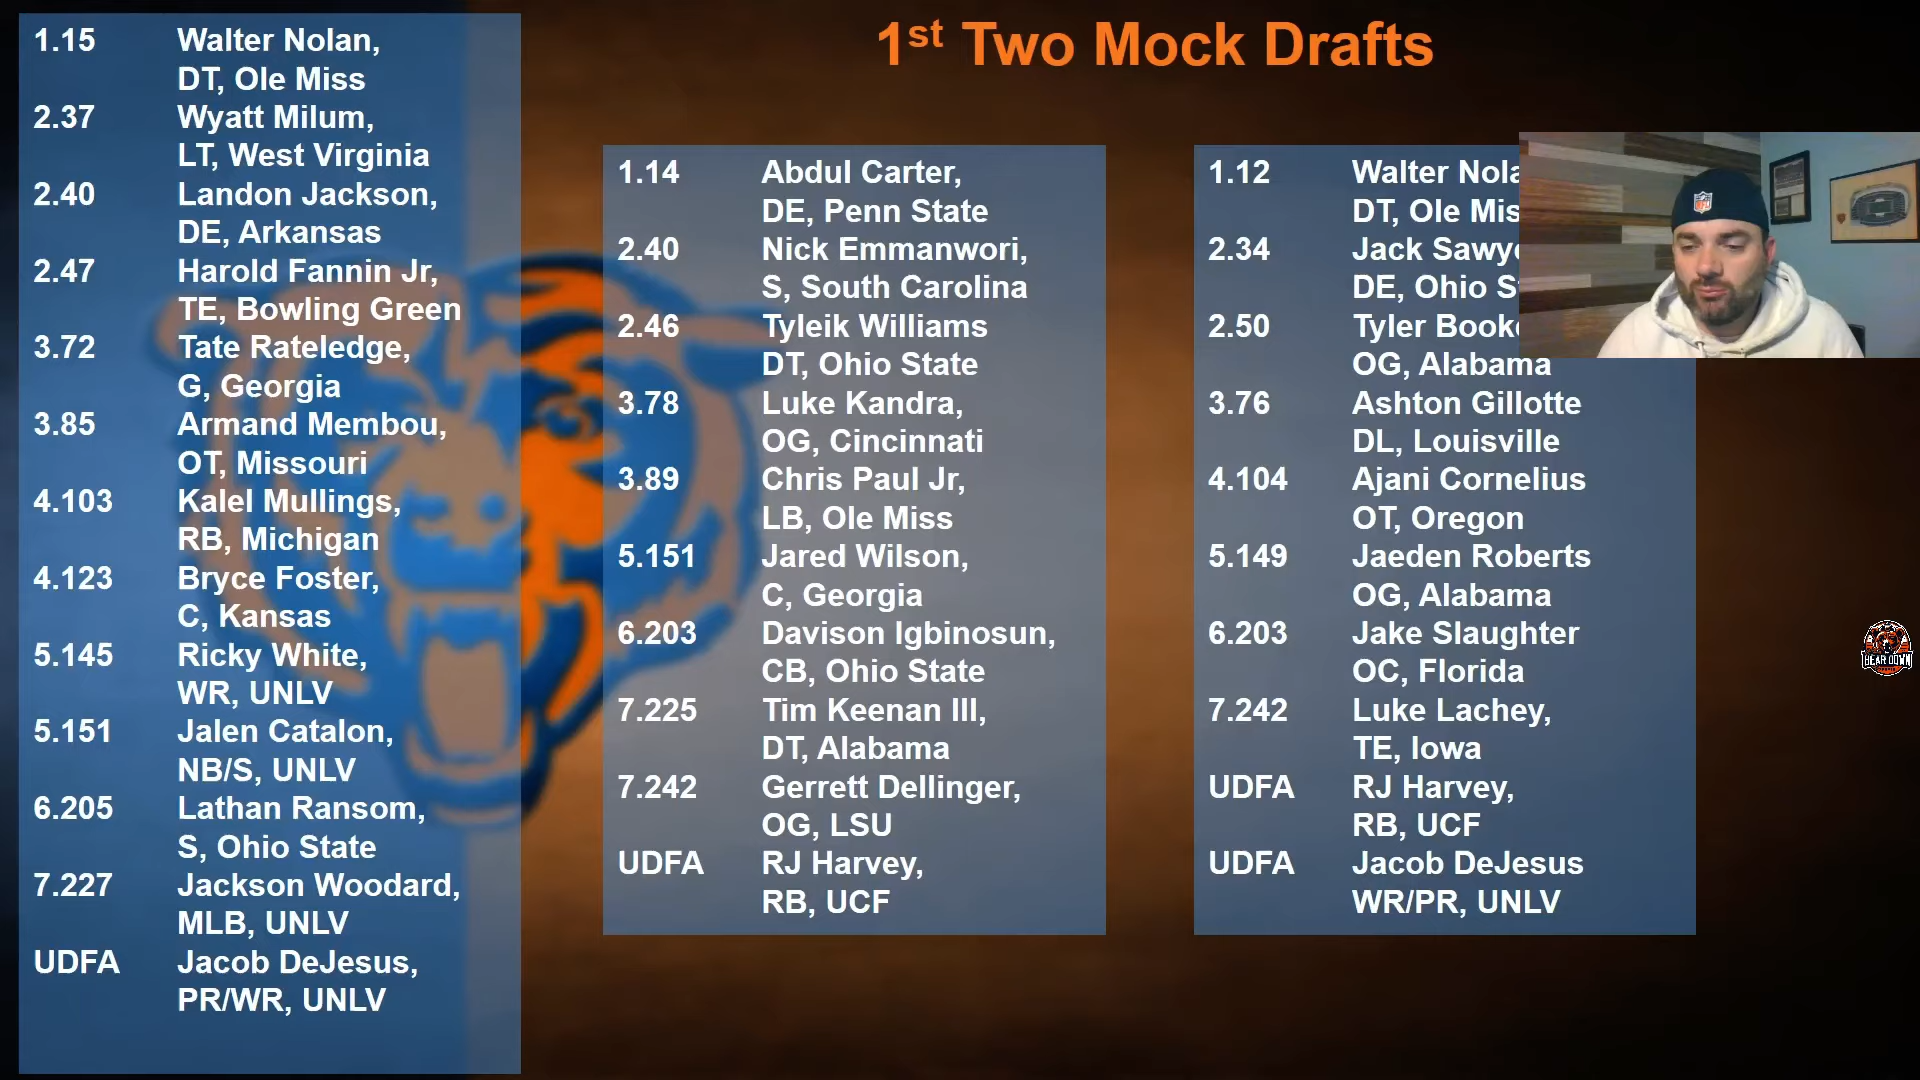 1st Two Mock Drafts
1.15 Walter Nolan,
DT, Ole Miss
2.37 Wyatt Milum,
LT, West Virginia
2.40 Landon Jackson,
DE, Arkansas
2.47 Harold Fannin Jr,
TE, Bowling Green
3.72 Tate Rateledge,
G, Georgia
3.85 Armand Membou,
OT, Missouri
4.103 Kalel Mullings,
RB, Michigan
4.123 Bryce Foster,
C, Kansas
5.145 Ricky White,
WR, UNLV
5.151 Jalen Catalon,
NB/S, UNLV
6.205 Lathan Ransom,
S, Ohio State
7.227 Jackson Woodard,
MLB, UNLV
UDFA Jacob DeJesus,
PR/WR, UNLV
1.14 Abdul Carter,
DE, Penn State
2.40 Nick Emmanwori,
S, South Carolina
2.46 Tyleik Williams
DT, Ohio State
3.78 Luke Kandra,
OG, Cincinnati
3.89 Chris Paul Jr,
LB, Ole Miss
5.151 Jared Wilson,
C, Georgia
6.203 Davison Igbinosun,
CB, Ohio State
7.225 Tim Keenan III,
DT, Alabama
7.242 Gerrett Dellinger,
OG, LSU
UDFA RJ Harvey,
RB, UCF
1.12 Walter
DT, Ole
2.34 Jack
DE, Ohio
2.50 Tyler
OG, Alabama
3.76 Ashton Gillotte
DL, Louisville
4.104 Ajani Cornelius
OT, Oregon
5.149 Jaeden Roberts
OG, Alabama
6.203 Jake Slaughter
OC, Florida
7.242 Luke Lachey,
TE, Iowa
UDFA RJ Harvey,
RB, UCF
UDFA Jacob DeJesus
WR/PR, UNLV
NFL
BEAR DOWN